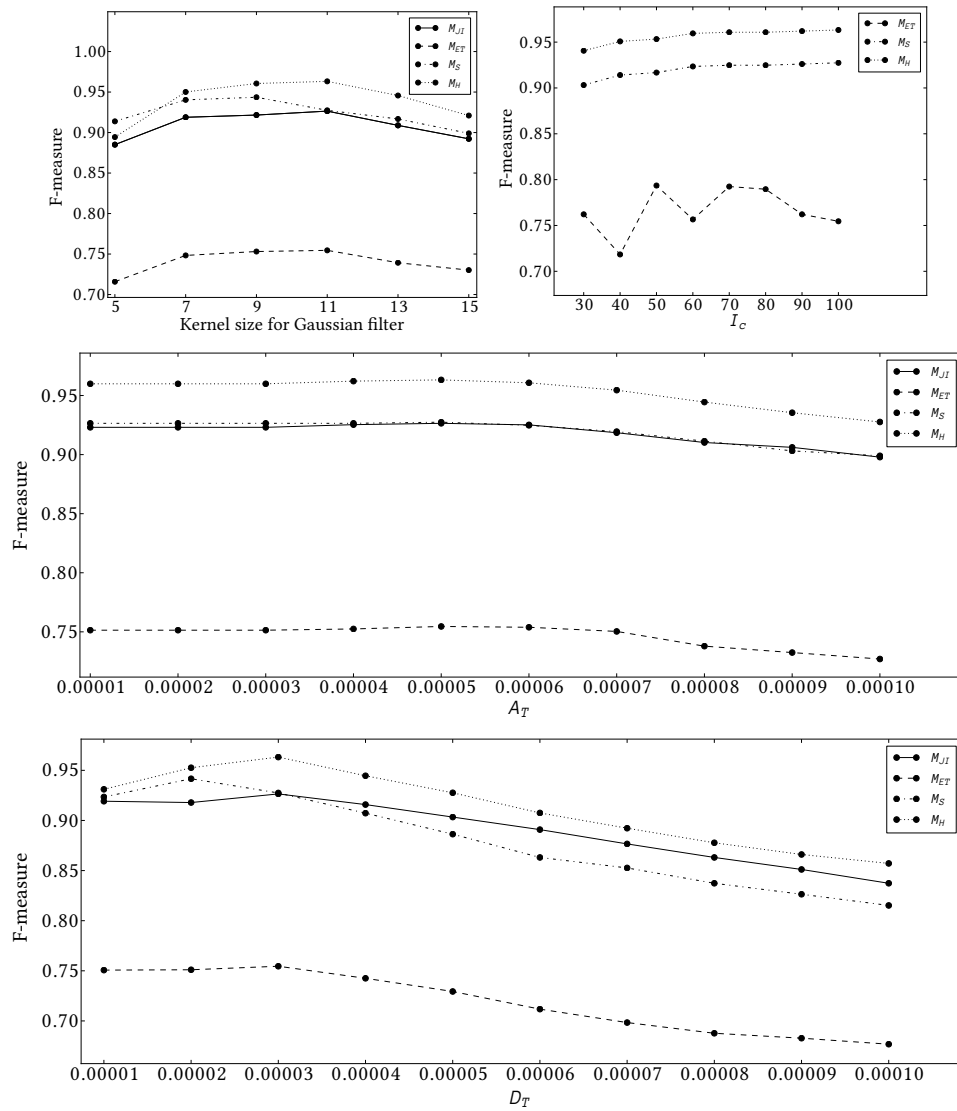 M_JI
M_ET
M_S
M_H
1.00
0.95
0.90
0.85
0.80
0.75
0.70
F-measure
5 7 9 11 13 15
Kernel size for Gaussian filter
M_ET
M_S
M_H
0.95
0.90
0.85
0.80
0.75
0.70
F-measure
30 40 50 60 70 80 90 100
I_c
M_JI
M_ET
M_S
M_H
0.95
0.90
0.85
0.80
0.75
F-measure
0.00001 0.00002 0.00003 0.00004 0.00005 0.00006 0.00007 0.00008 0.00009 0.00010
A_T
M_JI
M_ET
M_S
M_H
0.95
0.90
0.85
0.80
0.75
0.70
F-measure
0.00001 0.00002 0.00003 0.00004 0.00005 0.00006 0.00007 0.00008 0.00009 0.00010
D_T